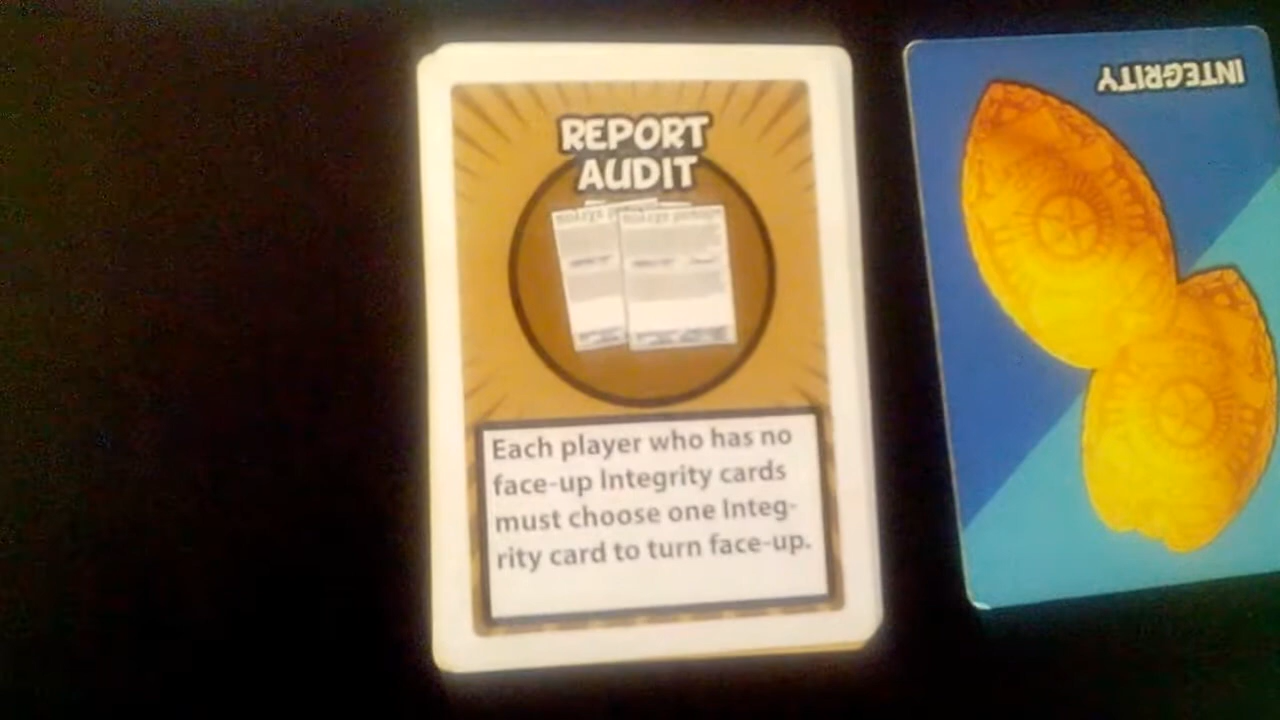 REPORT
AUDIT
Each player who has no
face-up Integrity cards
must choose one Integ-
rity card to turn face-up.
INTEGRITY